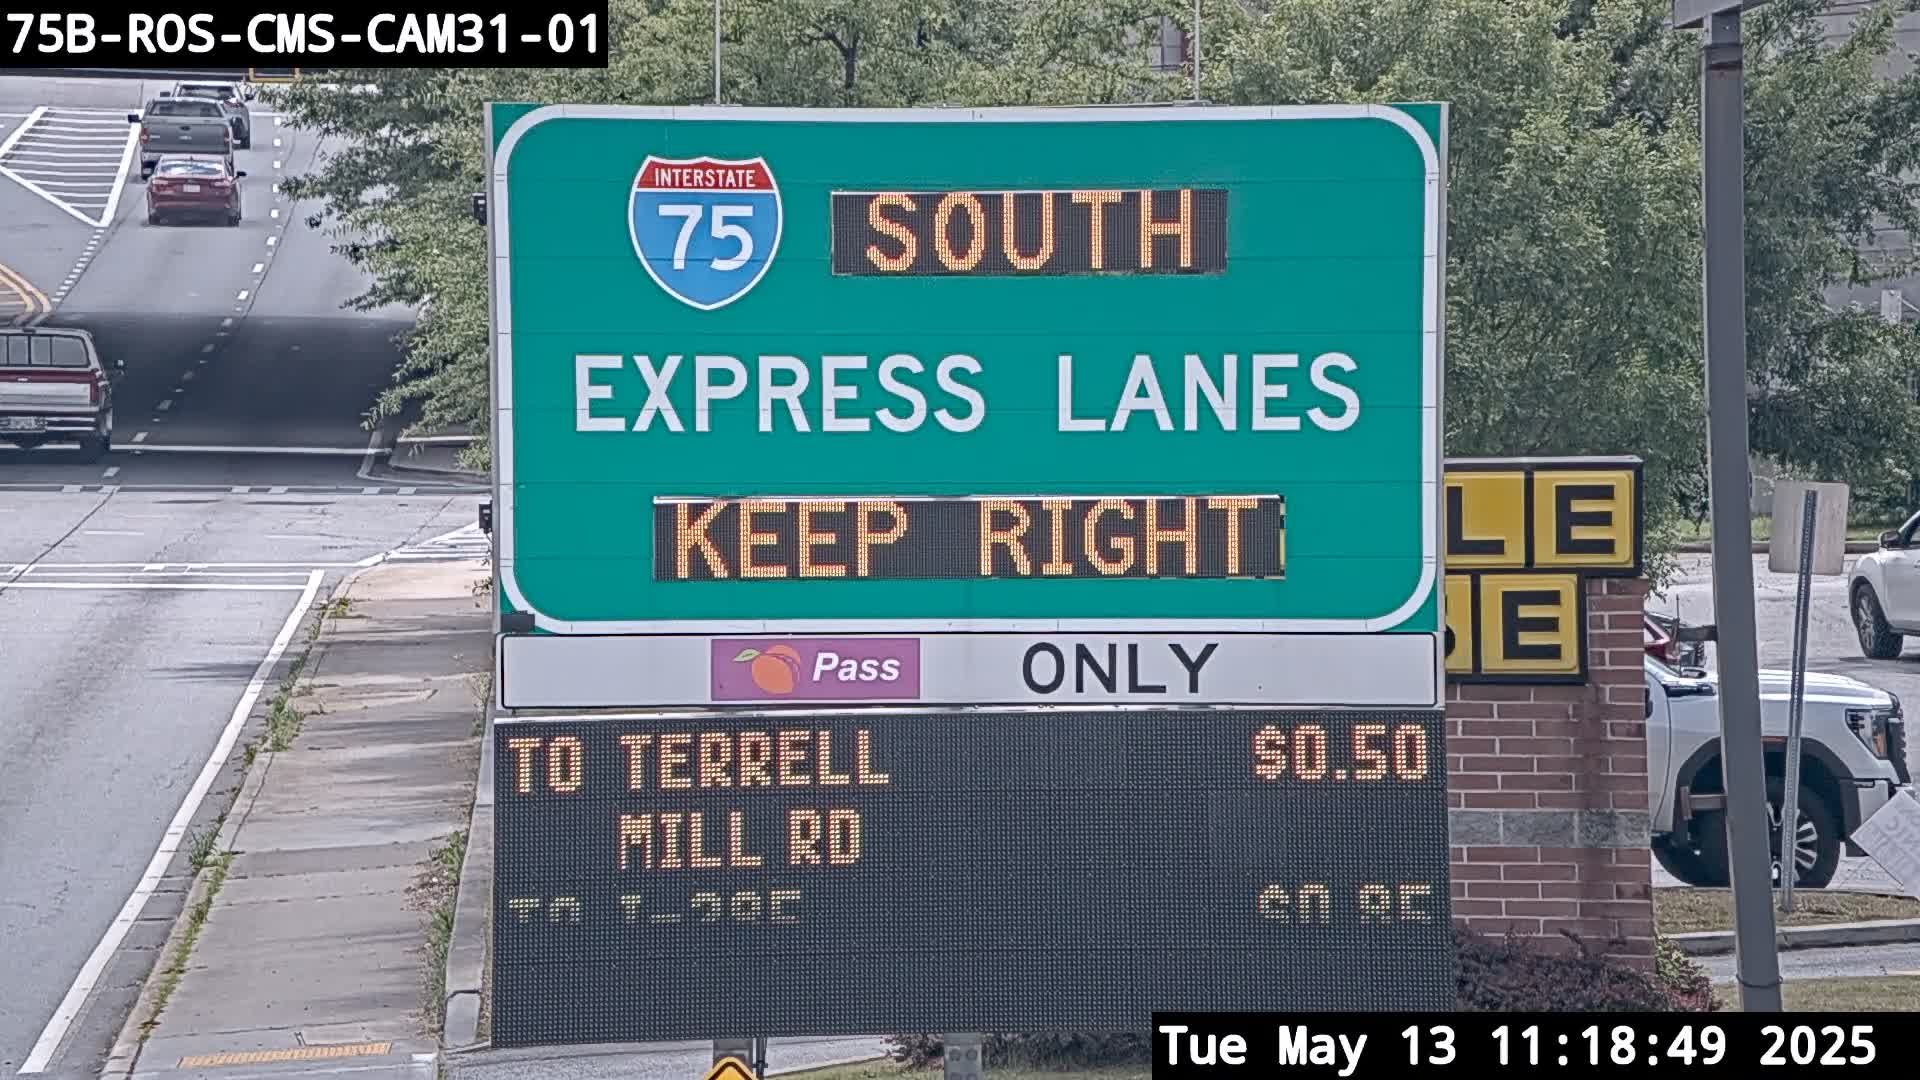 75B-ROS-CMS-CAM31-01
INTERSTATE
75
SOUTH
EXPRESS LANES
KEEP RIGHT
Pass ONLY
TO TERRELL $0.50
MILL RD
LE
E
Tue May 13 11:18:49 2025